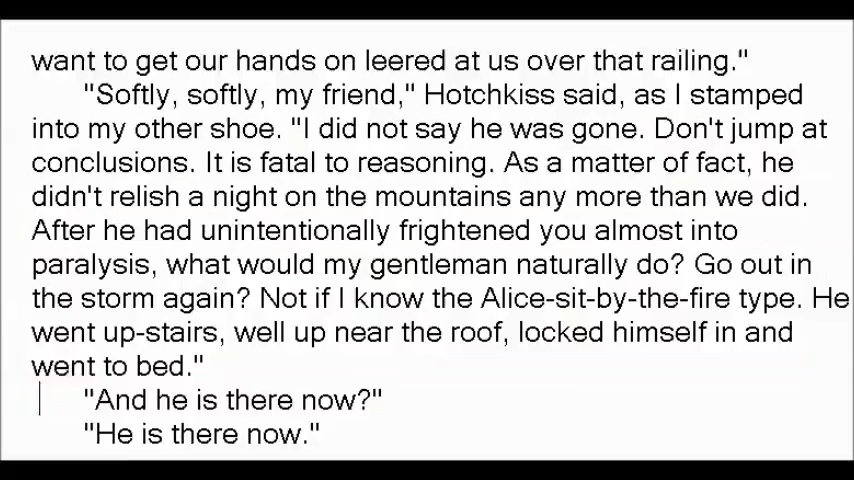 want to get our hands on leered at us over that railing."
"Softly, softly, my friend," Hotchkiss said, as I stamped
into my other shoe. "I did not say he was gone. Don't jump at
conclusions. It is fatal to reasoning. As a matter of fact, he
didn't relish a night on the mountains any more than we did.
After he had unintentionally frightened you almost into
paralysis, what would my gentleman naturally do? Go out in
the storm again? Not if I know the Alice-sit-by-the-fire type. He
went up-stairs, well up near the roof, locked himself in and
went to bed."
"And he is there now?"
"He is there now."